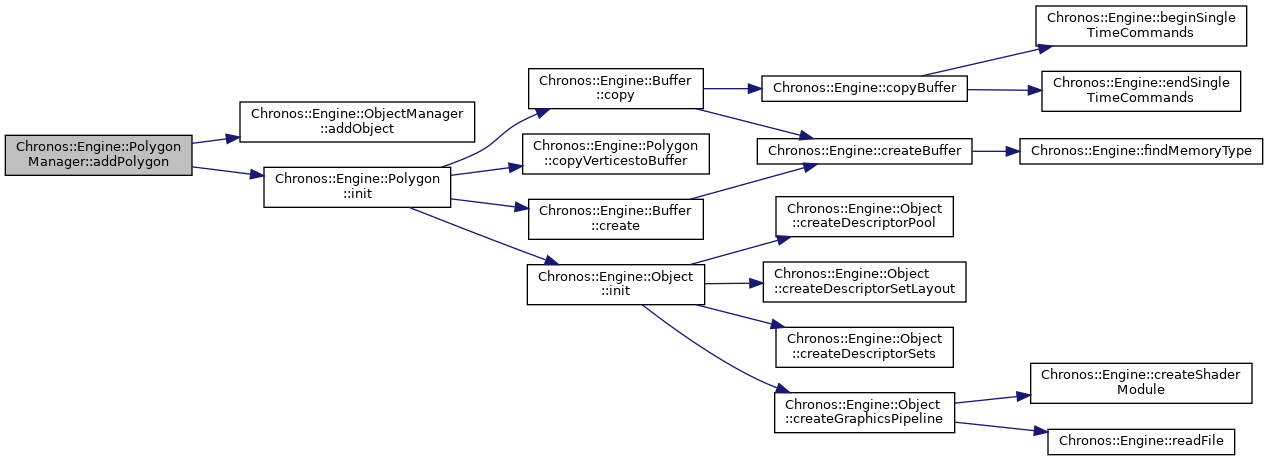 Chronos::Engine::Polygon
Manager::addPolygon
Chronos::Engine::ObjectManager
::addObject
Chronos::Engine::Polygon
::init
Chronos::Engine::Buffer
::copy
Chronos::Engine::Polygon
::copyVerticestoBuffer
Chronos::Engine::Buffer
::create
Chronos::Engine::Object
::init
Chronos::Engine::copyBuffer
Chronos::Engine::createBuffer
Chronos::Engine::Object
::createDescriptorPool
Chronos::Engine::Object
::createDescriptorSetLayout
Chronos::Engine::Object
::createDescriptorSets
Chronos::Engine::Object
::createGraphicsPipeline
Chronos::Engine::beginSingle
TimeCommands
Chronos::Engine::endSingle
TimeCommands
Chronos::Engine::findMemoryType
Chronos::Engine::createShader
Module
Chronos::Engine::readFile